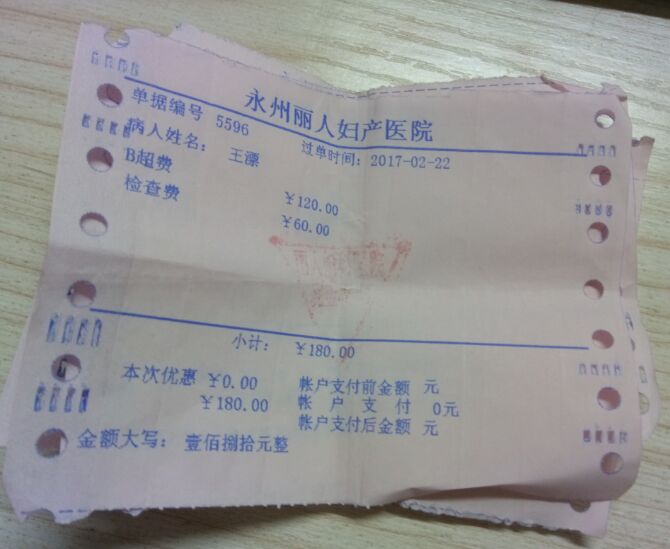 永州丽人妇产医院
单据编号 5596 过单时间：2017-02-22
病人姓名： 王漂
B超费 ￥120.00
检查费 ￥60.00
小计： ￥180.00
本次优惠 ￥0.00 帐户支付前金额 元
￥180.00 帐户支付 0元
帐户支付后金额 元
金额大写： 壹佰捌拾元整